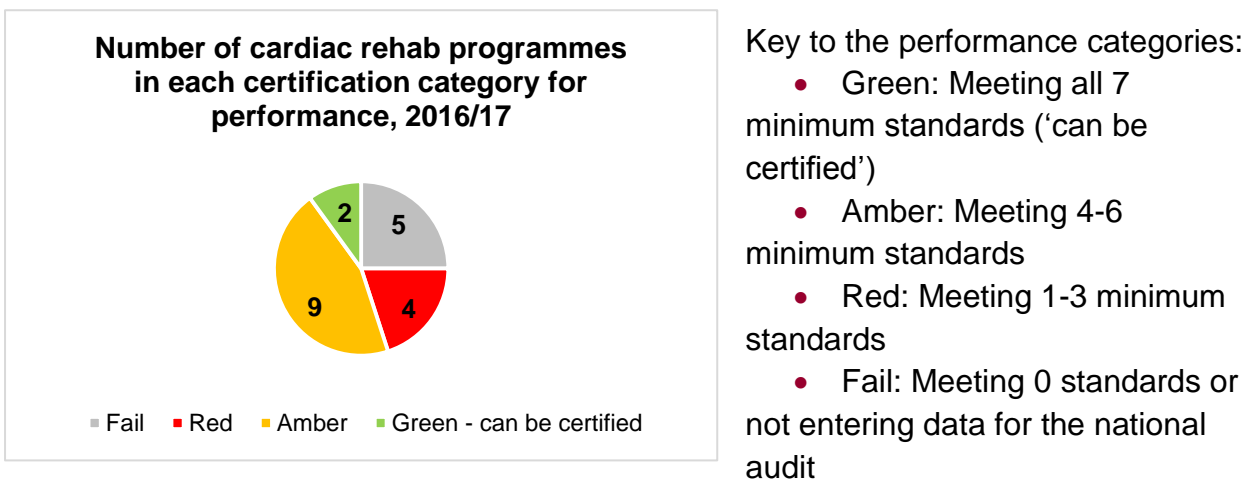 Number of cardiac rehab programmes
in each certification category for
performance, 2016/17
2
5
9
4
Fail Red Amber Green - can be certified
Key to the performance categories:
• Green: Meeting all 7
minimum standards (‘can be
certified’)
• Amber: Meeting 4-6
minimum standards
• Red: Meeting 1-3 minimum
standards
• Fail: Meeting 0 standards or
not entering data for the national
audit